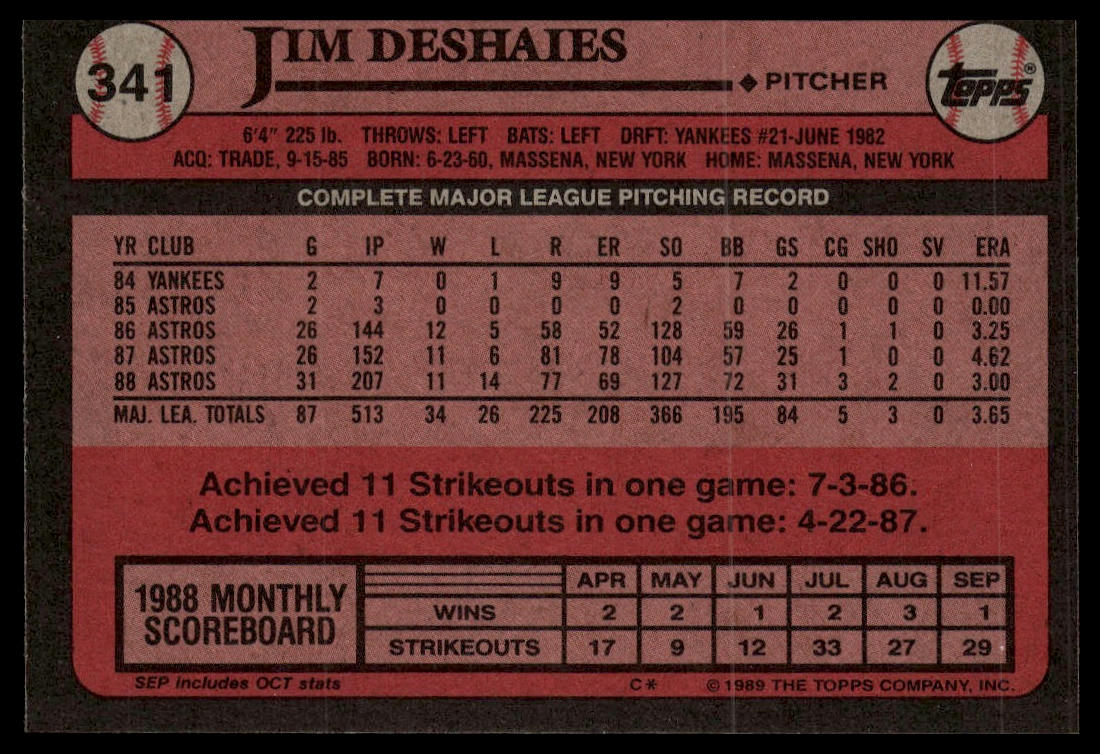 341
JIM DESHAIES
PITCHER
topps®
6'4" 225 lb. THROWS: LEFT BATS: LEFT DRFT: YANKEES #21-JUNE 1982
ACQ: TRADE, 9-15-85 BORN: 6-23-60, MASSENA, NEW YORK HOME: MASSENA, NEW YORK
COMPLETE MAJOR LEAGUE PITCHING RECORD
YR CLUB G IP W L R ER SO BB GS CG SHO SV ERA
84 YANKEES 2 7 0 1 9 9 5 7 2 0 0 0 11.57
85 ASTROS 2 3 0 0 0 0 2 0 0 0 0 0 0.00
86 ASTROS 26 144 12 5 58 52 128 59 26 1 1 0 3.25
87 ASTROS 26 152 11 6 81 78 104 57 25 1 0 0 4.62
88 ASTROS 31 207 11 14 77 69 127 72 31 3 2 0 3.00
MAJ. LEA. TOTALS 87 513 34 26 225 208 366 195 84 5 3 0 3.65
Achieved 11 Strikeouts in one game: 7-3-86.
Achieved 11 Strikeouts in one game: 4-22-87.
1988 MONTHLY
SCOREBOARD
APR MAY JUN JUL AUG SEP
WINS 2 2 1 2 3 1
STRIKEOUTS 17 9 12 33 27 29
SEP includes OCT stats C* © 1989 THE TOPPS COMPANY, INC.